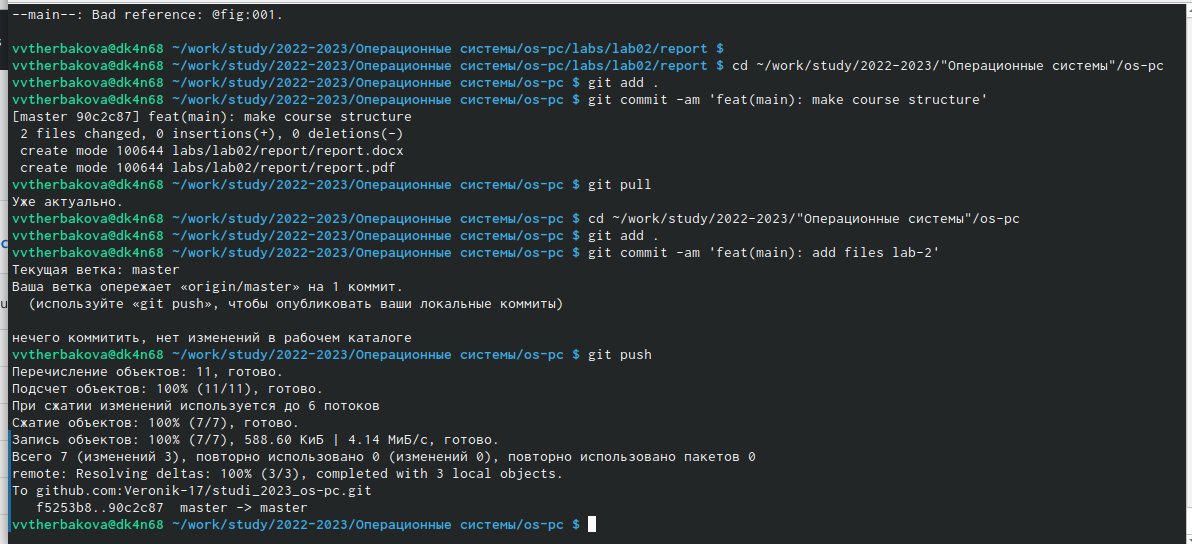 --main--: Bad reference: @fig:001.
vvtherbakova@dk4n68 ~/work/study/2022-2023/Операционные системы/os-pc/labs/lab02/report $
vvtherbakova@dk4n68 ~/work/study/2022-2023/Операционные системы/os-pc/labs/lab02/report $ cd ~/work/study/2022-2023/"Операционные системы"/os-pc
vvtherbakova@dk4n68 ~/work/study/2022-2023/Операционные системы/os-pc $ git add .
vvtherbakova@dk4n68 ~/work/study/2022-2023/Операционные системы/os-pc $ git commit -am 'feat(main): make course structure'
[master 90c2c87] feat(main): make course structure
 2 files changed, 0 insertions(+), 0 deletions(-)
 create mode 100644 labs/lab02/report/report.docx
 create mode 100644 labs/lab02/report/report.pdf
vvtherbakova@dk4n68 ~/work/study/2022-2023/Операционные системы/os-pc $ git pull
Уже актуально.
vvtherbakova@dk4n68 ~/work/study/2022-2023/Операционные системы/os-pc $ cd ~/work/study/2022-2023/"Операционные системы"/os-pc
vvtherbakova@dk4n68 ~/work/study/2022-2023/Операционные системы/os-pc $ git add .
vvtherbakova@dk4n68 ~/work/study/2022-2023/Операционные системы/os-pc $ git commit -am 'feat(main): add files lab-2'
Текущая ветка: master
Ваша ветка опережает «origin/master» на 1 коммит.
  (используйте «git push», чтобы опубликовать ваши локальные коммиты)
нечего коммитить, нет изменений в рабочем каталоге
vvtherbakova@dk4n68 ~/work/study/2022-2023/Операционные системы/os-pc $ git push
Перечисление объектов: 11, готово.
Подсчет объектов: 100% (11/11), готово.
При сжатии изменений используется до 6 потоков
Сжатие объектов: 100% (7/7), готово.
Запись объектов: 100% (7/7), 588.60 КиБ | 4.14 МиБ/с, готово.
Всего 7 (изменений 3), повторно использовано 0 (изменений 0), повторно использовано пакетов 0
remote: Resolving deltas: 100% (3/3), completed with 3 local objects.
To github.com:Veronik-17/studi_2023_os-pc.git
   f5253b8..90c2c87  master -> master
vvtherbakova@dk4n68 ~/work/study/2022-2023/Операционные системы/os-pc $